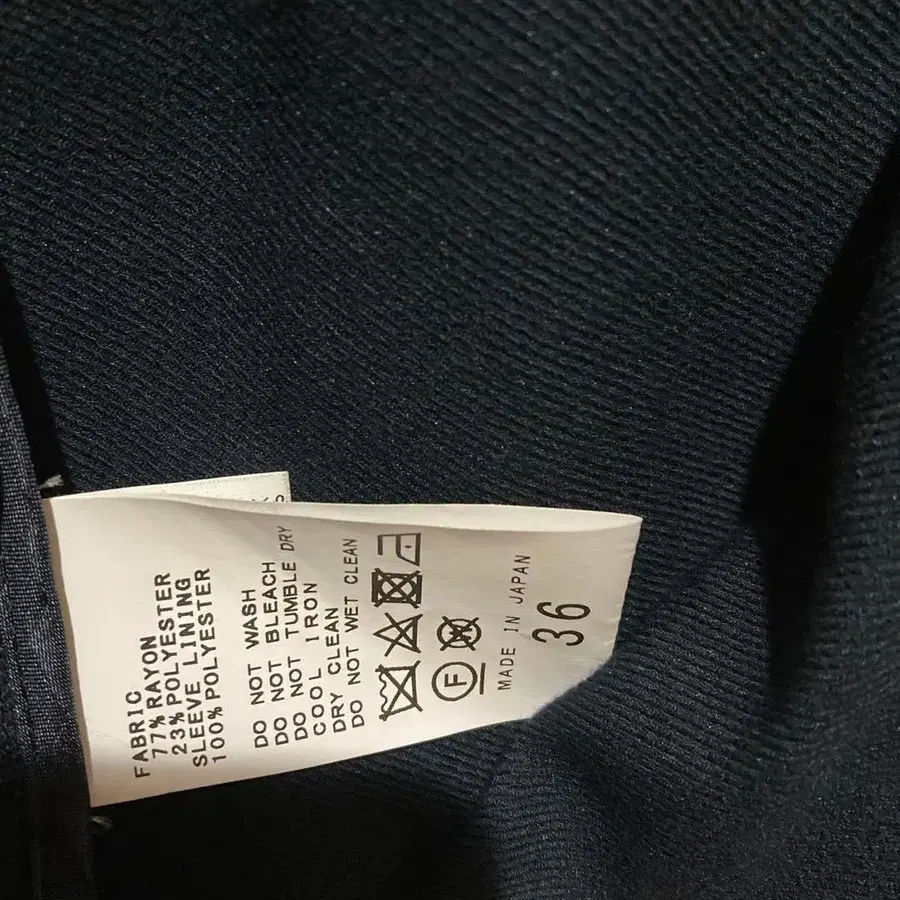 FABRIC
77% RAYON
23% POLYESTER
SLEEVE LINING
100% POLYESTER
DO NOT WASH
DO NOT BLEACH
DO NOT TUMBLE DRY
COOL IRON
DRY CLEAN
DO NOT WET CLEAN
F
MADE IN JAPAN
36